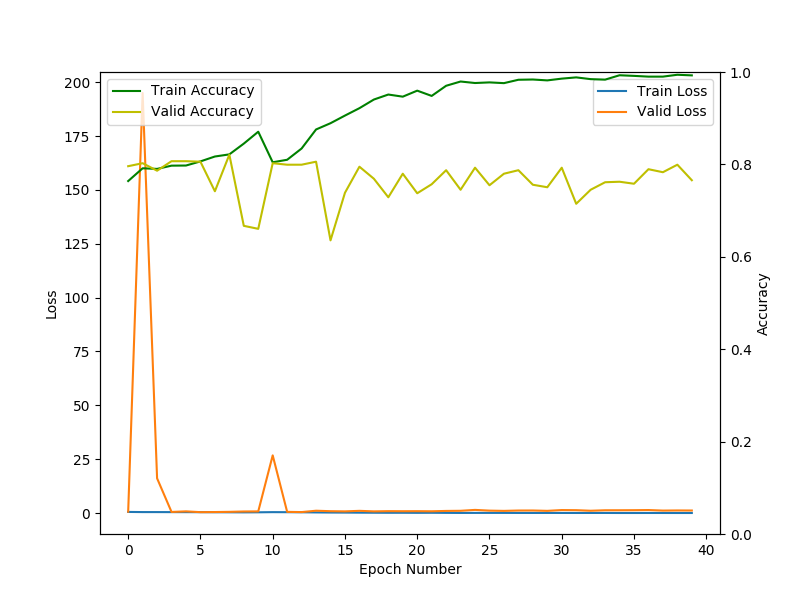 Train Accuracy
Valid Accuracy
Train Loss
Valid Loss
200
175
150
125
100
75
50
25
0
Loss
1.0
0.8
0.6
0.4
0.2
0.0
Accuracy
0 5 10 15 20 25 30 35 40
Epoch Number